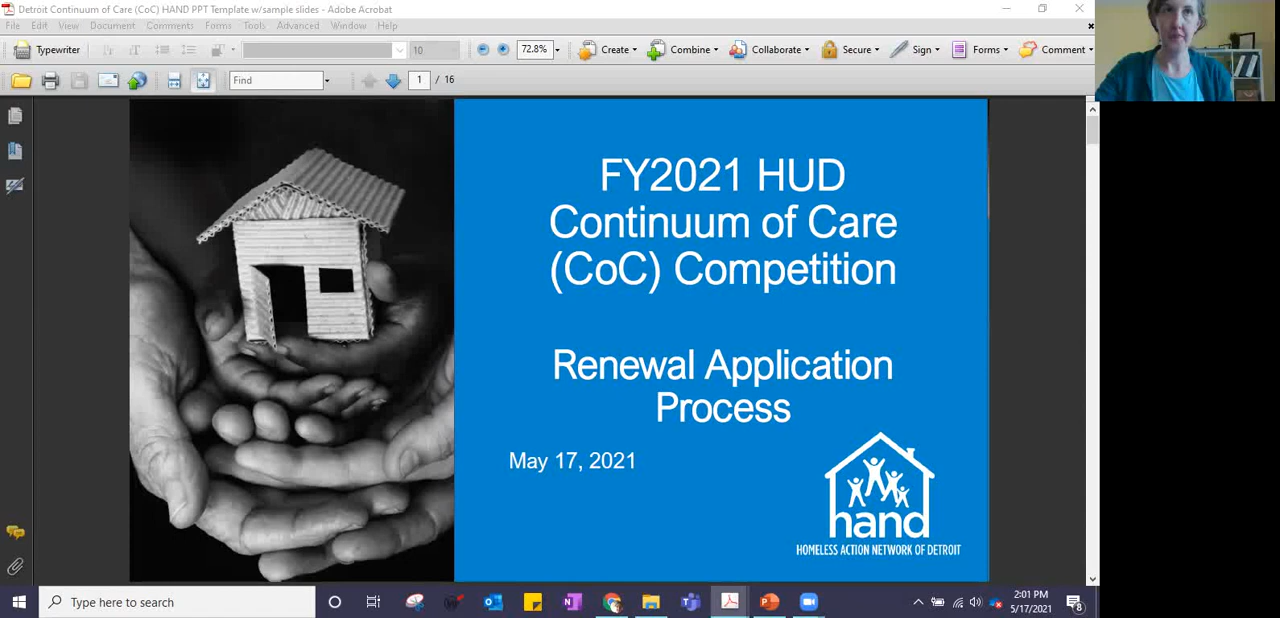 Detroit Continuum of Care (CoC) HAND PPT Template w/sample slides - Adobe Acrobat
File Edit View Document Comments Forms Tools Advanced Window Help
Typewriter 10 72.8% Create Combine Collaborate Secure Sign Forms Comment
Find 1 / 16
FY2021 HUD
Continuum of Care
(CoC) Competition
Renewal Application
Process
May 17, 2021
hand
HOMELESS ACTION NETWORK OF DETROIT
Type here to search
2:01 PM
5/17/2021
8